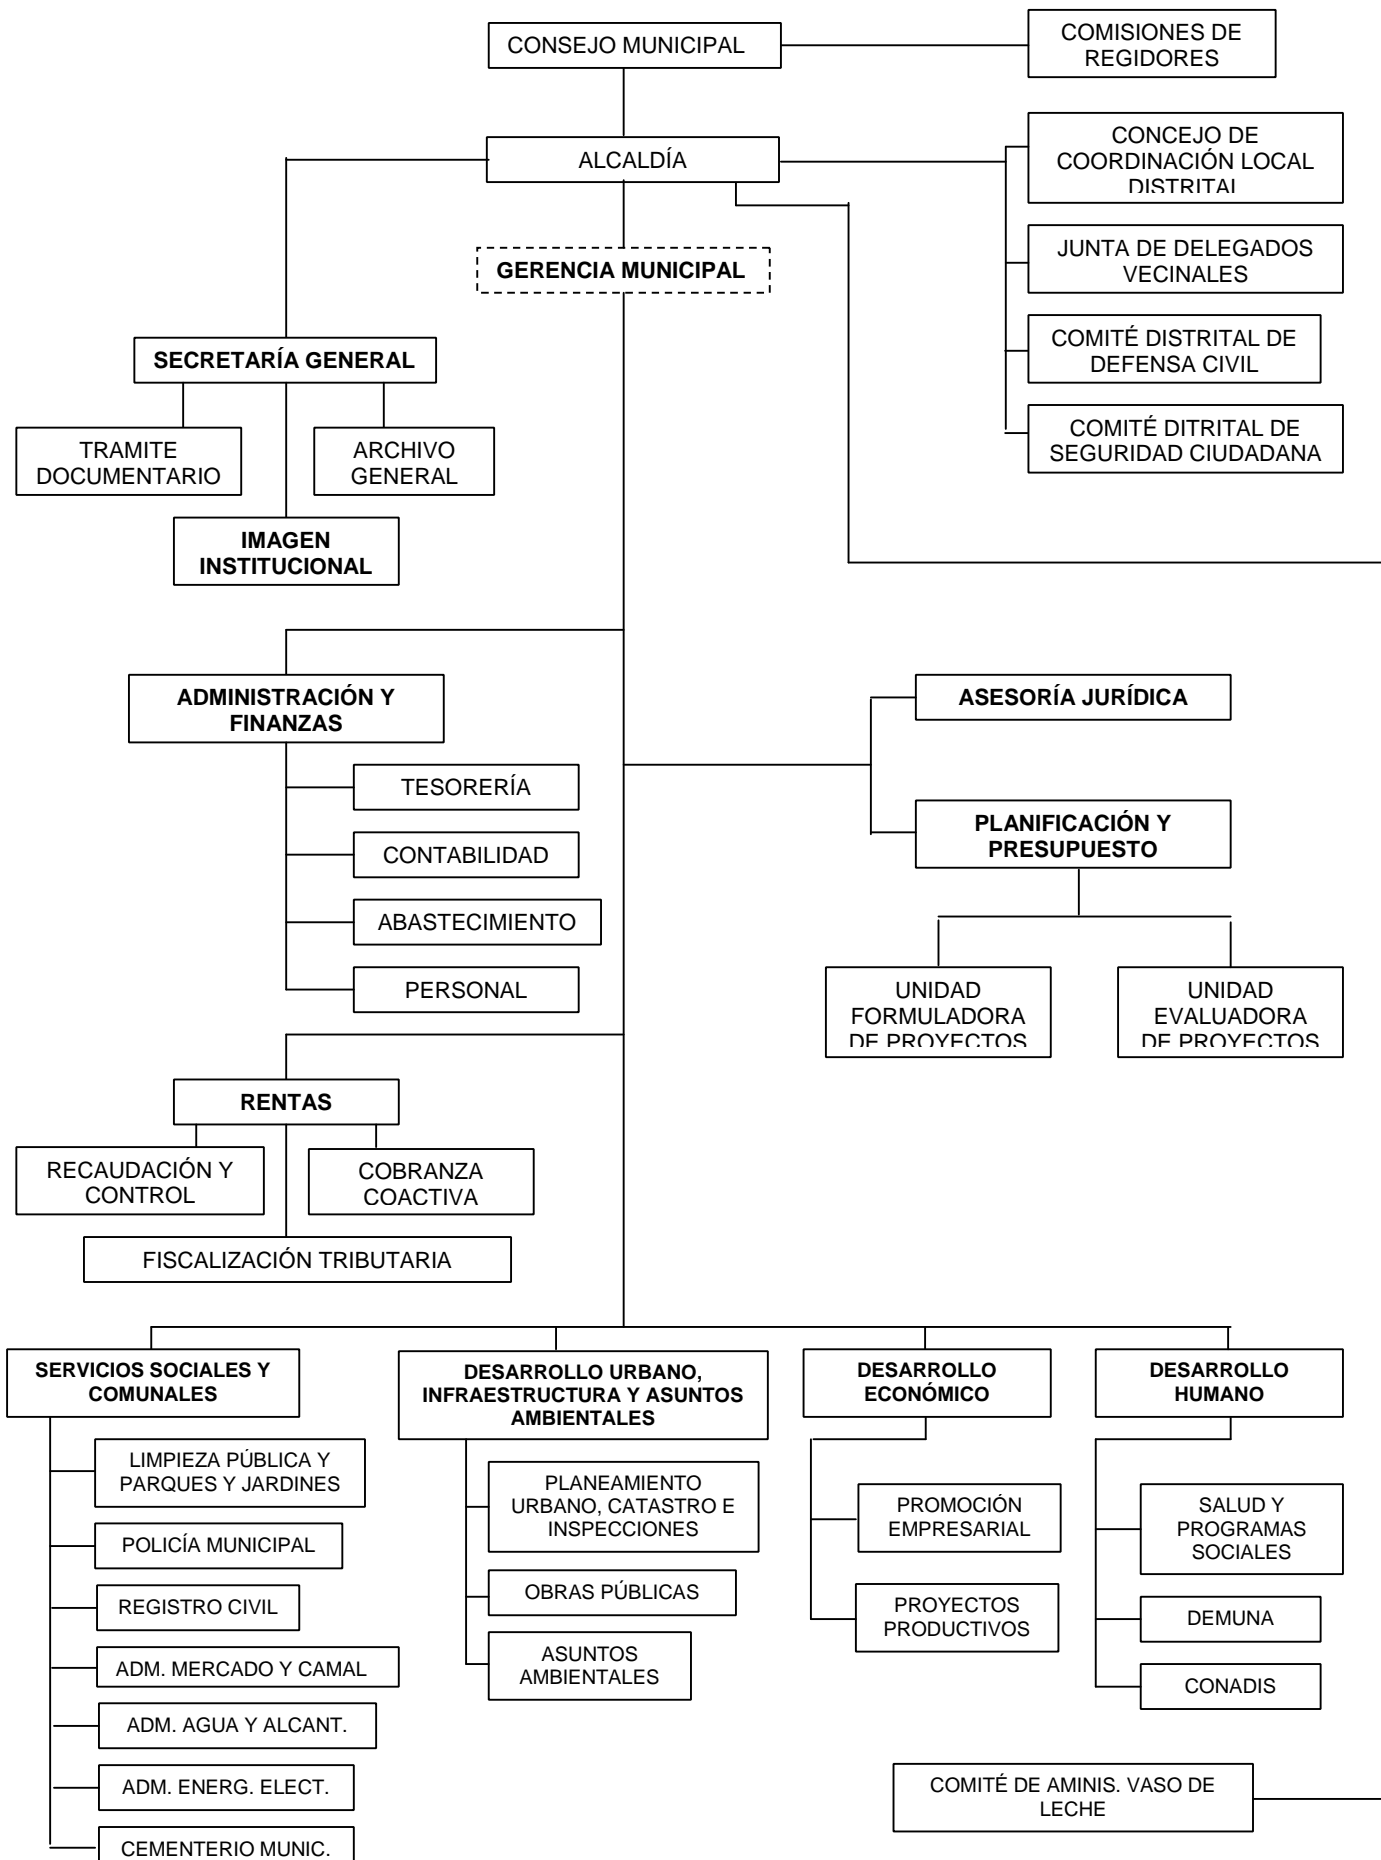 CONSEJO MUNICIPAL
COMISIONES DE
REGIDORES
ALCALDÍA
CONCEJO DE
COORDINACIÓN LOCAL
DISTRITAL
JUNTA DE DELEGADOS
VECINALES
COMITÉ DISTRITAL DE
DEFENSA CIVIL
COMITÉ DITRITAL DE
SEGURIDAD CIUDADANA
GERENCIA MUNICIPAL
SECRETARÍA GENERAL
TRAMITE
DOCUMENTARIO
ARCHIVO
GENERAL
IMAGEN
INSTITUCIONAL
ADMINISTRACIÓN Y
FINANZAS
TESORERÍA
CONTABILIDAD
ABASTECIMIENTO
PERSONAL
ASESORÍA JURÍDICA
PLANIFICACIÓN Y
PRESUPUESTO
UNIDAD
FORMULADORA
DE PROYECTOS
UNIDAD
EVALUADORA
DE PROYECTOS
RENTAS
RECAUDACIÓN Y
CONTROL
COBRANZA
COACTIVA
FISCALIZACIÓN TRIBUTARIA
SERVICIOS SOCIALES Y
COMUNALES
LIMPIEZA PÚBLICA Y
PARQUES Y JARDINES
POLICÍA MUNICIPAL
REGISTRO CIVIL
ADM. MERCADO Y CAMAL
ADM. AGUA Y ALCANT.
ADM. ENERG. ELECT.
CEMENTERIO MUNIC.
DESARROLLO URBANO,
INFRAESTRUCTURA Y ASUNTOS
AMBIENTALES
PLANEAMIENTO
URBANO, CATASTRO E
INSPECCIONES
OBRAS PÚBLICAS
ASUNTOS
AMBIENTALES
DESARROLLO
ECONÓMICO
PROMOCIÓN
EMPRESARIAL
PROYECTOS
PRODUCTIVOS
DESARROLLO
HUMANO
SALUD Y
PROGRAMAS
SOCIALES
DEMUNA
CONADIS
COMITÉ DE AMINIS. VASO DE
LECHE